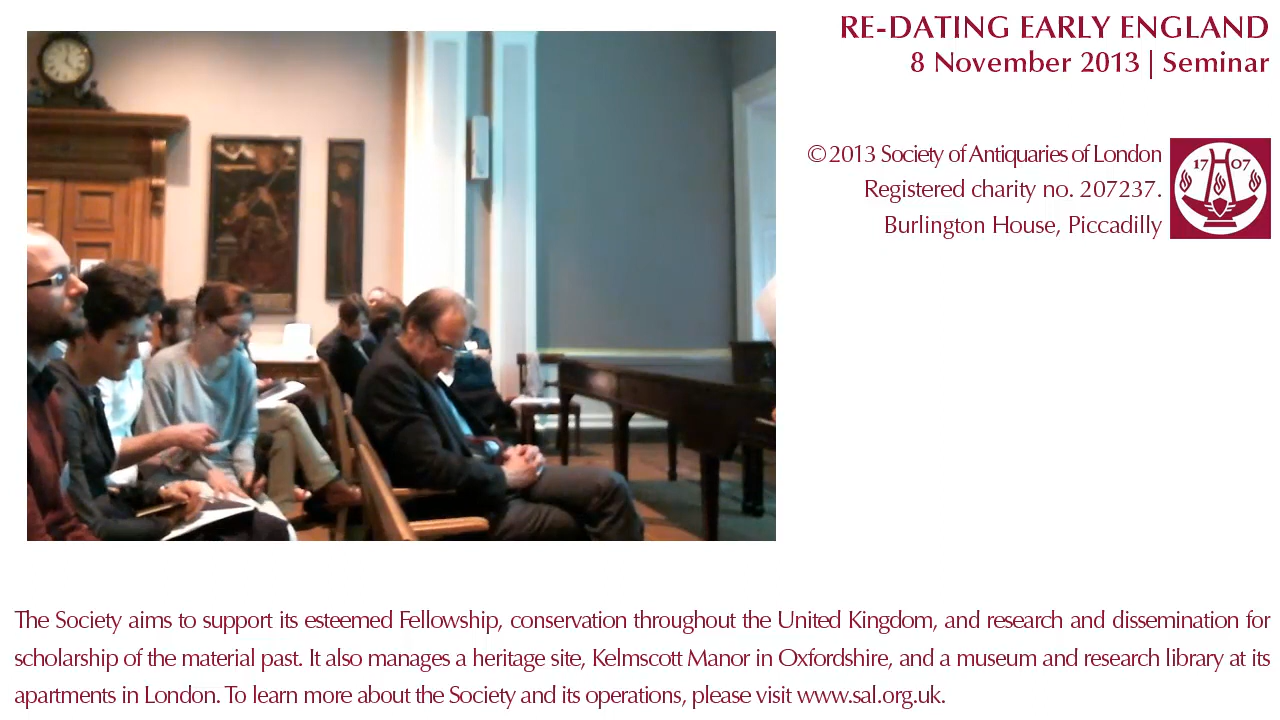 RE-DATING EARLY ENGLAND
8 November 2013 | Seminar
©2013 Society of Antiquaries of London
Registered charity no. 207237.
Burlington House, Piccadilly
17 07
The Society aims to support its esteemed Fellowship, conservation throughout the United Kingdom, and research and dissemination for
scholarship of the material past. It also manages a heritage site, Kelmscott Manor in Oxfordshire, and a museum and research library at its
apartments in London. To learn more about the Society and its operations, please visit www.sal.org.uk.